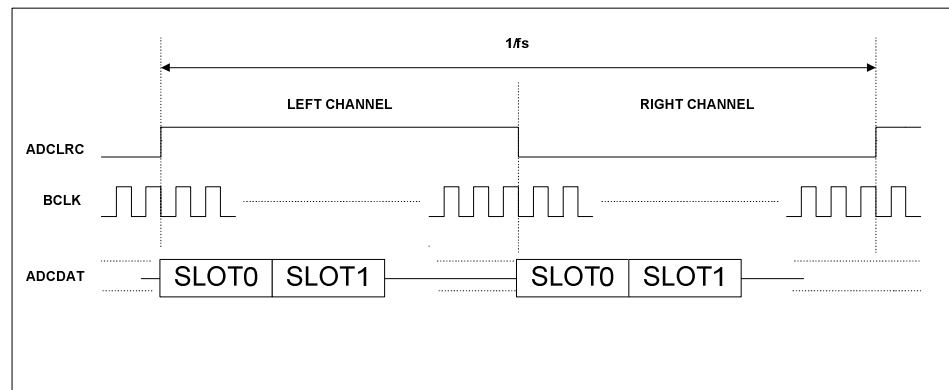 1/fs
LEFT CHANNEL RIGHT CHANNEL
ADCLRC
BCLK
ADCDAT SLOT0 SLOT1 SLOT0 SLOT1